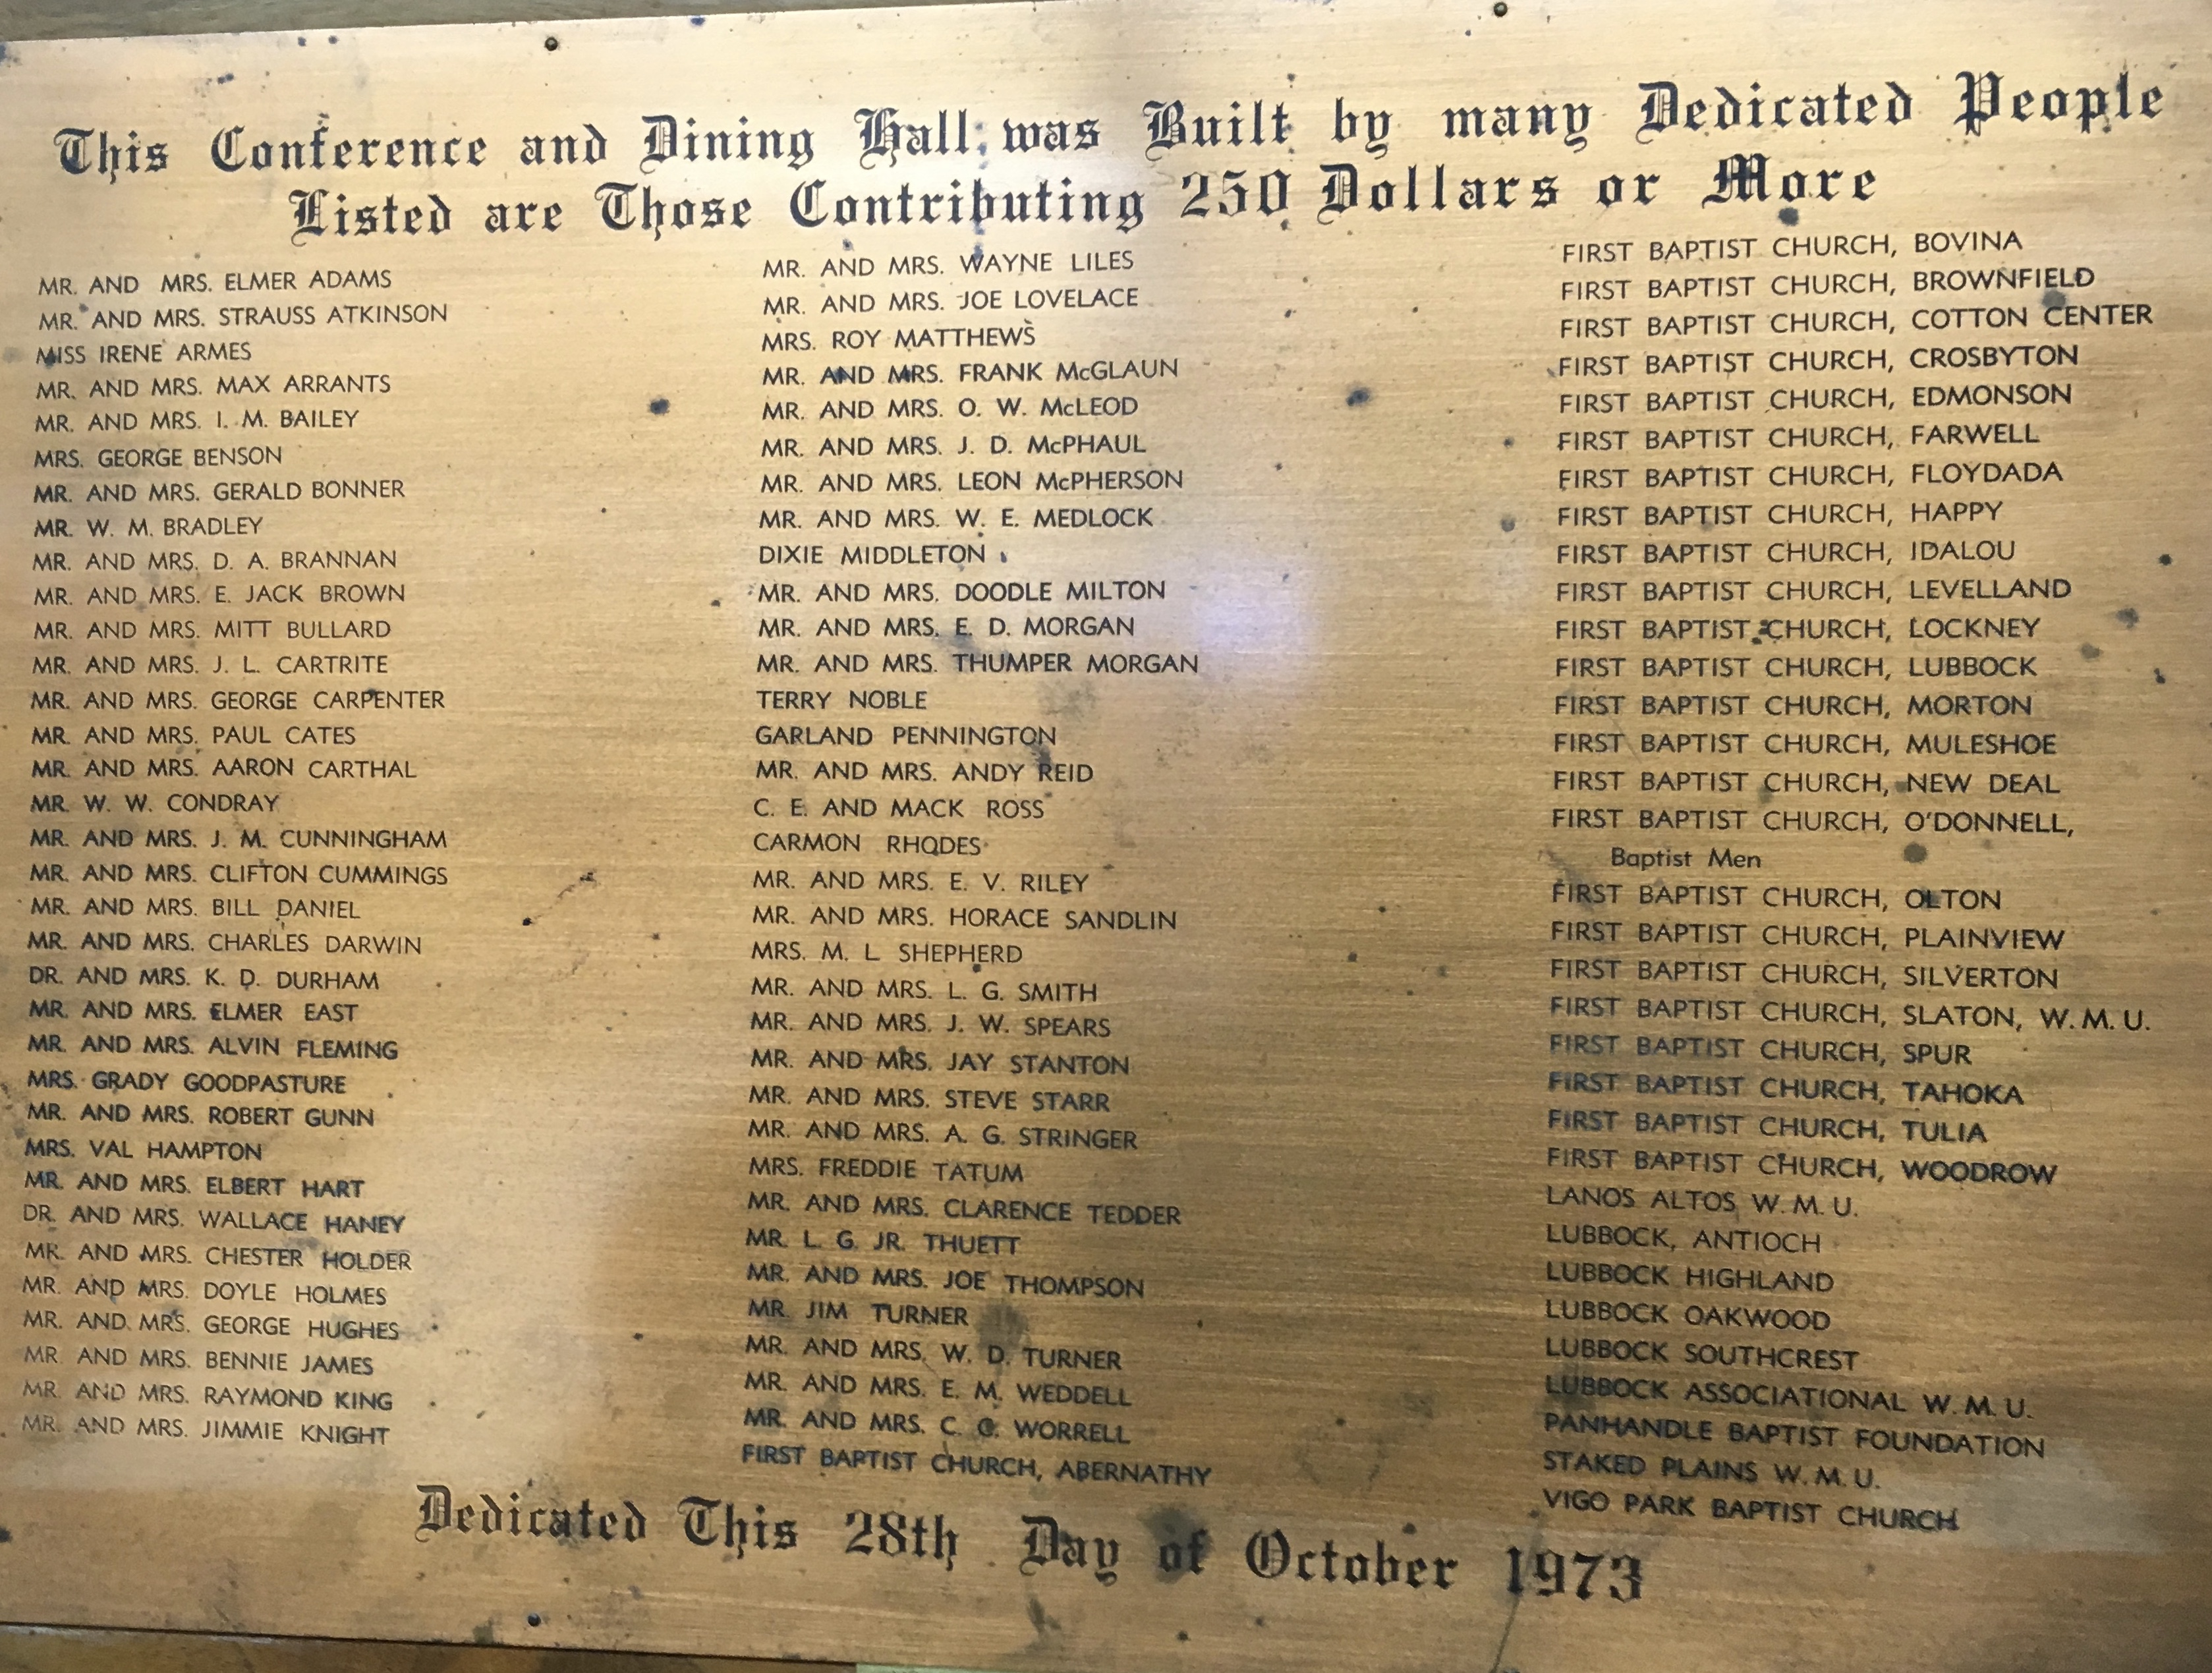 This Conference and Dining Hall was Built by many Dedicated People
Listed are Those Contributing 250 Dollars or More
MR. AND MRS. ELMER ADAMS
MR. AND MRS. STRAUSS ATKINSON
MISS IRENE ARMES
MR. AND MRS. MAX ARRANTS
MR. AND MRS. I. M. BAILEY
MRS. GEORGE BENSON
MR. AND MRS. GERALD BONNER
MR. W. M. BRADLEY
MR. AND MRS. D. A. BRANNAN
MR. AND MRS. E. JACK BROWN
MR. AND MRS. MITT BULLARD
MR. AND MRS. J. L. CARTRITE
MR. AND MRS. GEORGE CARPENTER
MR. AND MRS. PAUL CATES
MR. AND MRS. AARON CARTHAL
MR. W. W. CONDRAY
MR. AND MRS. J. M. CUNNINGHAM
MR. AND MRS. CLIFTON CUMMINGS
MR. AND MRS. BILL DANIEL
MR. AND MRS. CHARLES DARWIN
DR. AND MRS. K. D. DURHAM
MR. AND MRS. ELMER EAST
MR. AND MRS. ALVIN FLEMING
MRS. GRADY GOODPASTURE
MR. AND MRS. ROBERT GUNN
MRS. VAL HAMPTON
MR. AND MRS. ELBERT HART
DR. AND MRS. WALLACE HANEY
MR. AND MRS. CHESTER HOLDER
MR. AND MRS. DOYLE HOLMES
MR. AND MRS. GEORGE HUGHES
MR. AND MRS. BENNIE JAMES
MR. AND MRS. RAYMOND KING
MR. AND MRS. JIMMIE KNIGHT
MR. AND MRS. WAYNE LILES
MR. AND MRS. JOE LOVELACE
MRS. ROY MATTHEWS
MR. AND MRS. FRANK McGLAUN
MR. AND MRS. O. W. McLEOD
MR. AND MRS. J. D. McPHAUL
MR. AND MRS. LEON McPHERSON
MR. AND MRS. W. E. MEDLOCK
DIXIE MIDDLETON
MR. AND MRS. DOODLE MILTON
MR. AND MRS. E. D. MORGAN
MR. AND MRS. THUMPER MORGAN
TERRY NOBLE
GARLAND PENNINGTON
MR. AND MRS. ANDY REID
C. E. AND MACK ROSS
CARMON RHODES
MR. AND MRS. E. V. RILEY
MR. AND MRS. HORACE SANDLIN
MRS. M. L. SHEPHERD
MR. AND MRS. L. G. SMITH
MR. AND MRS. J. W. SPEARS
MR. AND MRS. JAY STANTON
MR. AND MRS. STEVE STARR
MR. AND MRS. A. G. STRINGER
MRS. FREDDIE TATUM
MR. AND MRS. CLARENCE TEDDER
MR. L. G. JR. THUETT
MR. AND MRS. JOE THOMPSON
MR. JIM TURNER
MR. AND MRS. W. D. TURNER
MR. AND MRS. E. M. WEDDELL
MR. AND MRS. C. C. WORRELL
FIRST BAPTIST CHURCH, ABERNATHY
FIRST BAPTIST CHURCH, BOVINA
FIRST BAPTIST CHURCH, BROWNFIELD
FIRST BAPTIST CHURCH, COTTON CENTER
FIRST BAPTIST CHURCH, CROSBYTON
FIRST BAPTIST CHURCH, EDMONSON
FIRST BAPTIST CHURCH, FARWELL
FIRST BAPTIST CHURCH, FLOYDADA
FIRST BAPTIST CHURCH, HAPPY
FIRST BAPTIST CHURCH, IDALOU
FIRST BAPTIST CHURCH, LEVELLAND
FIRST BAPTIST CHURCH, LOCKNEY
FIRST BAPTIST CHURCH, LUBBOCK
FIRST BAPTIST CHURCH, MORTON
FIRST BAPTIST CHURCH, MULESHOE
FIRST BAPTIST CHURCH, NEW DEAL
FIRST BAPTIST CHURCH, O'DONNELL,
Baptist Men
FIRST BAPTIST CHURCH, OLTON
FIRST BAPTIST CHURCH, PLAINVIEW
FIRST BAPTIST CHURCH, SILVERTON
FIRST BAPTIST CHURCH, SLATON, W. M. U.
FIRST BAPTIST CHURCH, SPUR
FIRST BAPTIST CHURCH, TAHOKA
FIRST BAPTIST CHURCH, TULIA
FIRST BAPTIST CHURCH, WOODROW
LANOS ALTOS W. M. U.
LUBBOCK, ANTIOCH
LUBBOCK HIGHLAND
LUBBOCK OAKWOOD
LUBBOCK SOUTHCREST
LUBBOCK ASSOCIATIONAL W. M. U.
PANHANDLE BAPTIST FOUNDATION
STAKED PLAINS W. M. U.
VIGO PARK BAPTIST CHURCH
Dedicated This 28th Day of October 1973